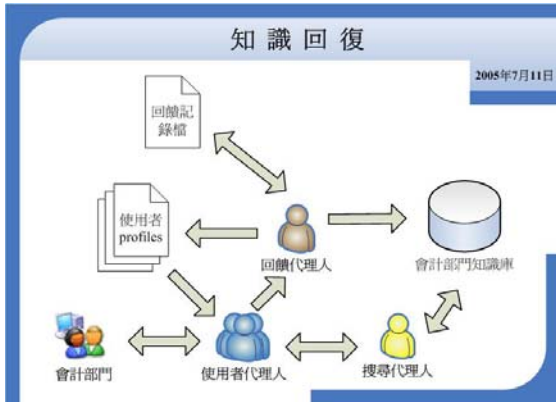 知識回復
2005年7月11日
回饋記
錄檔
使用者
profiles
回饋代理人
會計部門知識庫
會計部門
使用者代理人
搜尋代理人